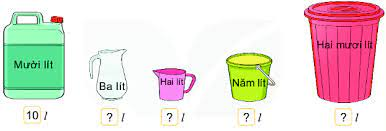 Mười lít
Ba lít
Hai lít
Năm lít
Hai mươi lít
10 l
? l
? l
? l
? l